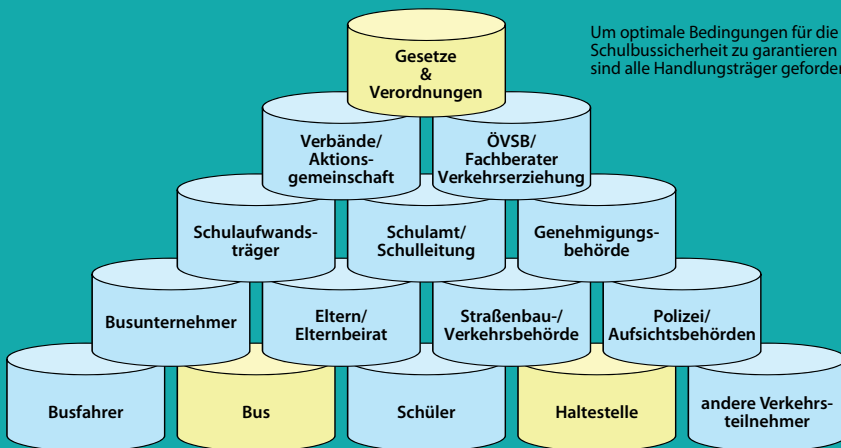 Um optimale Bedingungen für die
Schulbussicherheit zu garantieren
sind alle Handlungsträger geforder
Gesetze
&
Verordnungen
Verbände/
Aktions-
gemeinschaft
ÖVSB/
Fachberater
Verkehrserziehung
Schulaufwands-
träger
Schulamt/
Schulleitung
Genehmigungs-
behörde
Busunternehmer
Eltern/
Elternbeirat
Straßenbau-/
Verkehrsbehörde
Polizei/
Aufsichtsbehörden
Busfahrer
Bus
Schüler
Haltestelle
andere Verkehrs-
teilnehmer